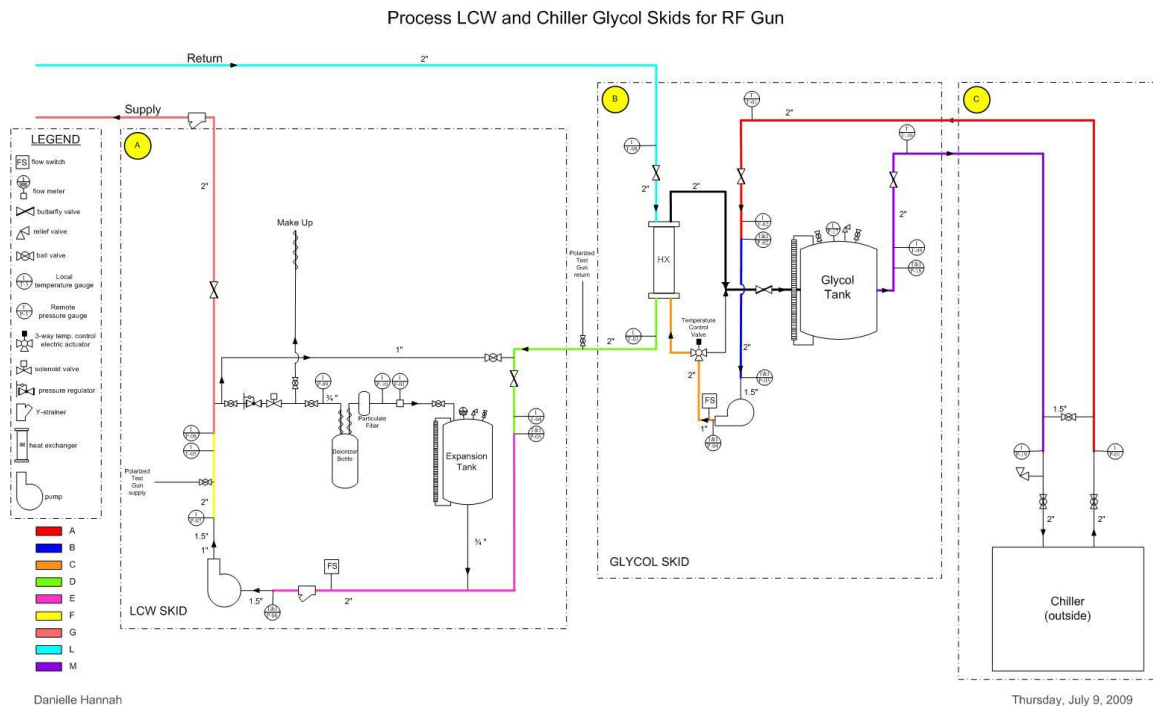 Process LCW and Chiller Glycol Skids for RF Gun
Return
2"
Supply
LEGEND
FS
flow switch
flow meter
butterfly valve
relief valve
ball valve
Local
temperature gauge
Remote
pressure gauge
3-way temp. control
electric actuator
solenoid valve
pressure regulator
Y-strainer
heat exchanger
pump
A
B
C
D
E
F
G
L
M
A
2"
Make Up
1"
¾ "
Particulate
Filter
Deionizer
Bottle
Expansion
Tank
Polarized
Test
Gun
supply
2"
1.5"
1"
¾ "
FS
1.5"
2"
LCW SKID
Polarized
Test
Gun
return
2"
B
2"
2"
2"
HX
Temperature
Control
Valve
2"
FS
1"
2"
1.5"
Glycol
Tank
2"
GLYCOL SKID
C
1.5"
2"
2"
Chiller
(outside)
Danielle Hannah
Thursday, July 9, 2009